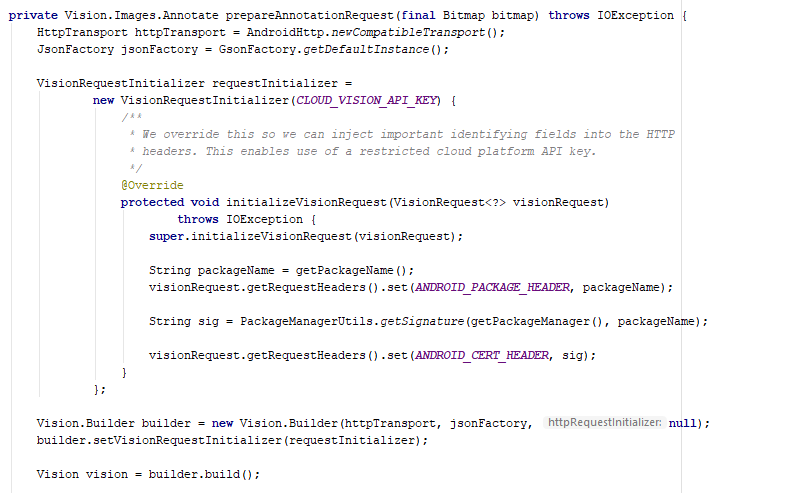 private Vision.Images.Annotate prepareAnnotationRequest(final Bitmap bitmap) throws IOException {
HttpTransport httpTransport = AndroidHttp.newCompatibleTransport();
JsonFactory jsonFactory = GsonFactory.getDefaultInstance();
VisionRequestInitializer requestInitializer =
new VisionRequestInitializer(CLOUD_VISION_API_KEY) {
/**
* We override this so we can inject important identifying fields into the HTTP
* headers. This enables use of a restricted cloud platform API key.
*/
@Override
protected void initializeVisionRequest(VisionRequest<?> visionRequest)
throws IOException {
super.initializeVisionRequest(visionRequest);
String packageName = getPackageName();
visionRequest.getRequestHeaders().set(ANDROID_PACKAGE_HEADER, packageName);
String sig = PackageManagerUtils.getSignature(getPackageManager(), packageName);
visionRequest.getRequestHeaders().set(ANDROID_CERT_HEADER, sig);
}
};
Vision.Builder builder = new Vision.Builder(httpTransport, jsonFactory, httpRequestInitializer: null);
builder.setVisionRequestInitializer(requestInitializer);
Vision vision = builder.build();